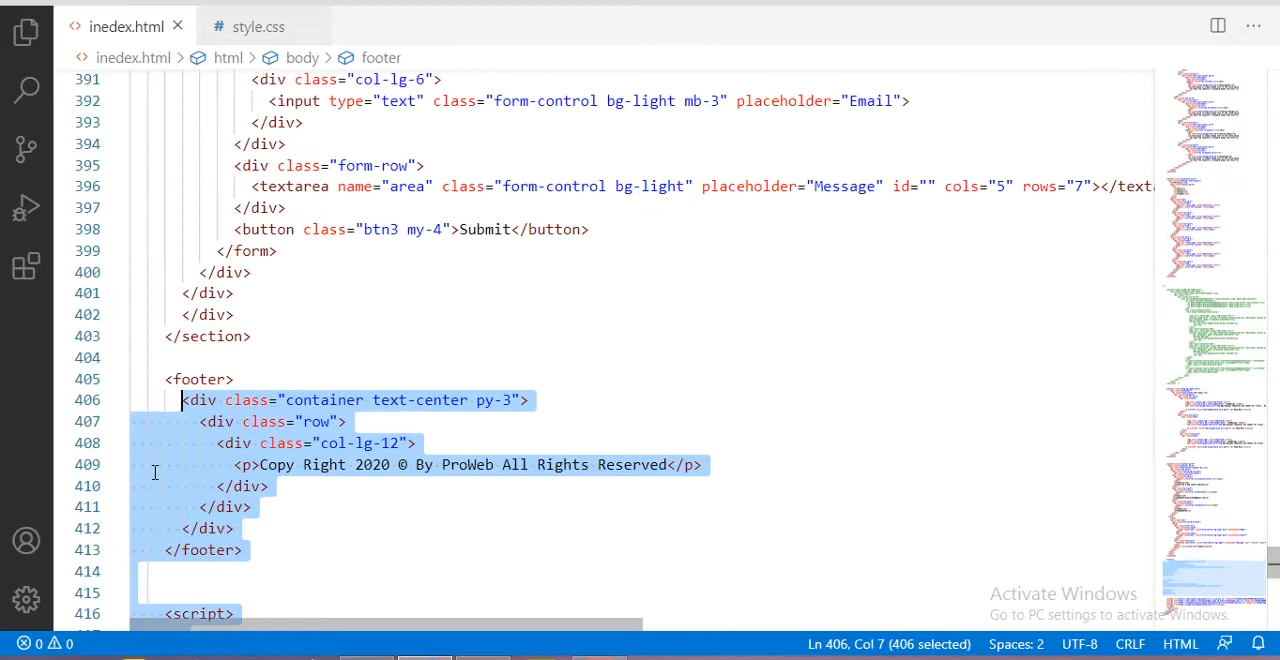 <> inedex.html ×
# style.css
<> inedex.html > html > body > footer
391 <div class="col-lg-6">
392 <input type="text" class="form-control bg-light mb-3" placeholder="Email">
393 </div>
394 </div>
395 <div class="form-row">
396 <textarea name="area" class="form-control bg-light" placeholder="Message" id="" cols="5" rows="7"></texta
397 </div>
398 <button class="btn3 my-4">Submit</button>
399 </form>
400 </div>
401 </div>
402 </div>
403 </section>
404
405 <footer>
406 <div class="container text-center py-3">
407 <div class="row">
408 <div class="col-lg-12">
409 <p>Copy Right 2020 © By ProWeb All Rights Reserved</p>
410 </div>
411 </div>
412 </div>
413 </footer>
414
415
416 <script>
Activate Windows
Go to PC settings to activate Windows.
0 0 Ln 406, Col 7 (406 selected) Spaces: 2 UTF-8 CRLF HTML